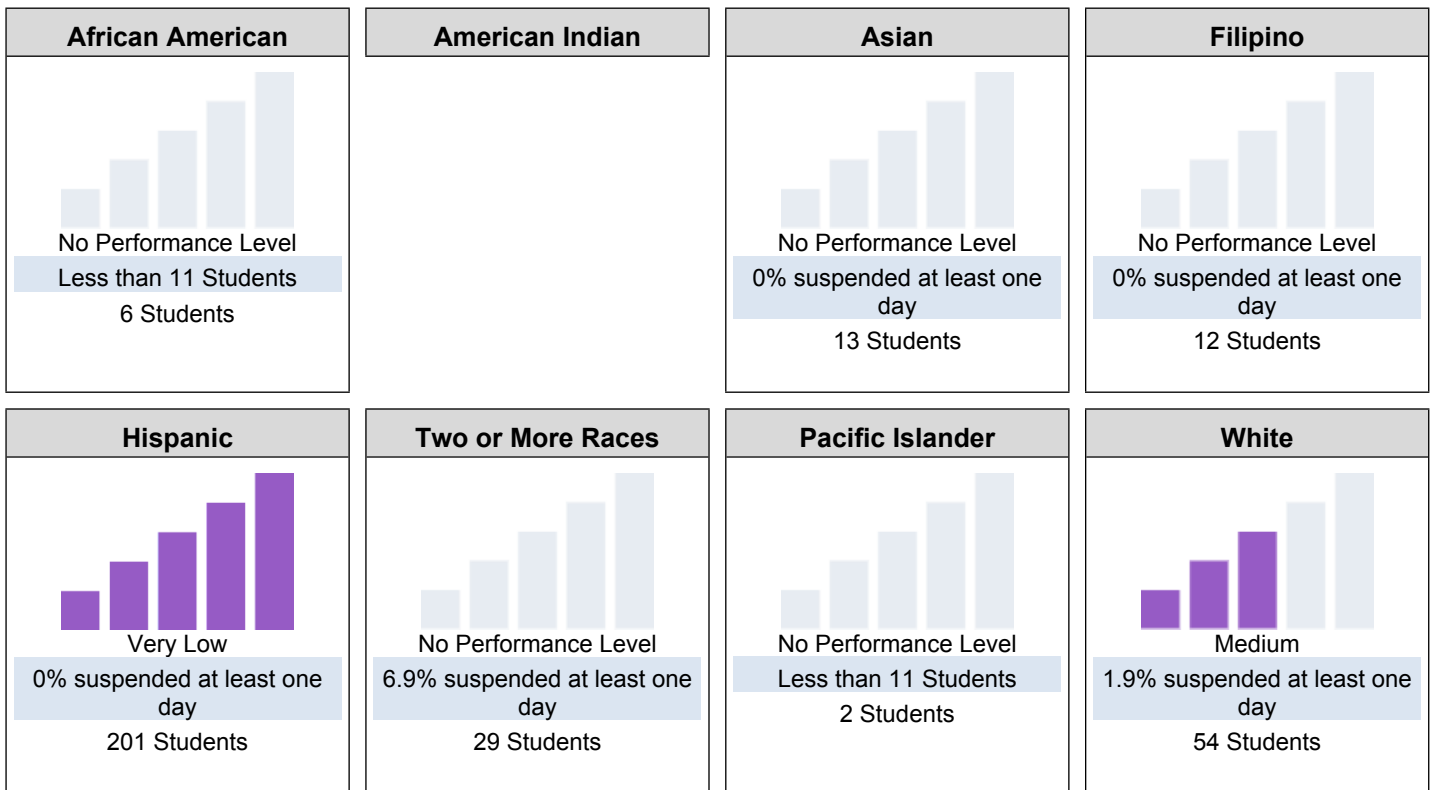 African American
American Indian
Asian
Filipino
No Performance Level
Less than 11 Students
6 Students
No Performance Level
0% suspended at least one
day
13 Students
No Performance Level
0% suspended at least one
day
12 Students
Hispanic
Two or More Races
Pacific Islander
White
Very Low
0% suspended at least one
day
201 Students
No Performance Level
6.9% suspended at least one
day
29 Students
No Performance Level
Less than 11 Students
2 Students
Medium
1.9% suspended at least one
day
54 Students